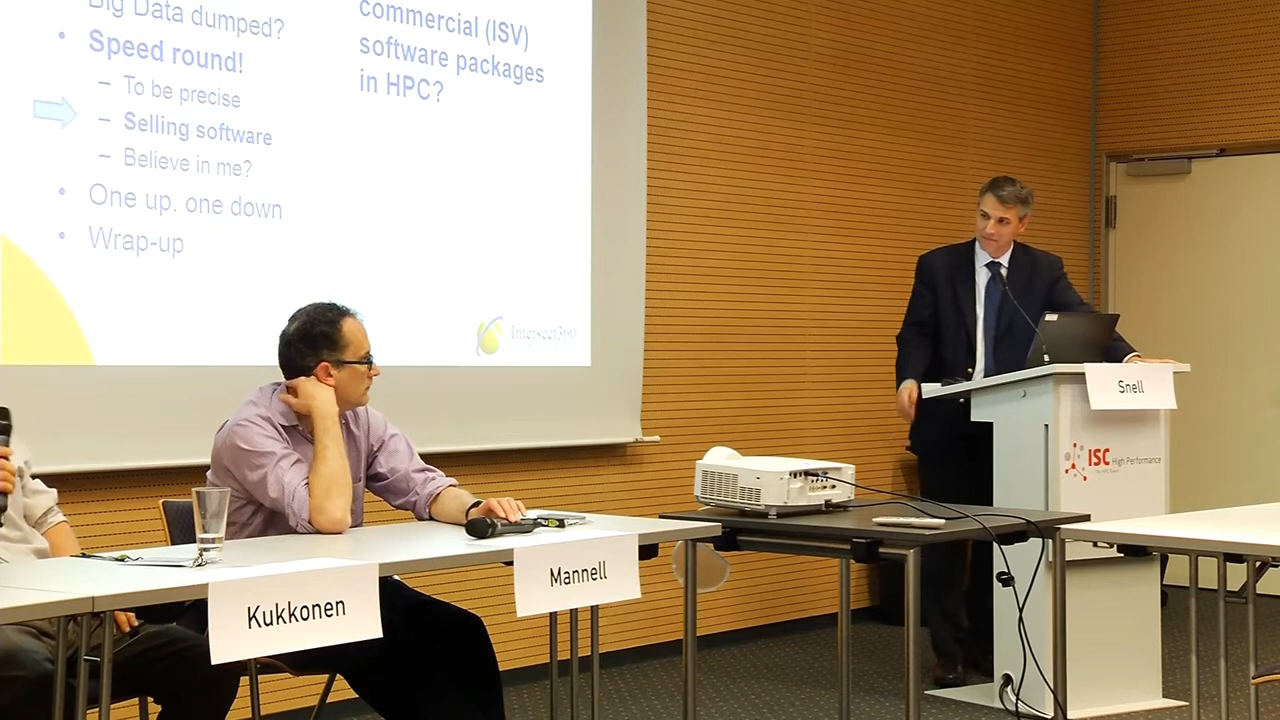 Big Data dumped?
• Speed round!
– To be precise
– Selling software
– Believe in me?
• One up. one down
• Wrap-up
commercial (ISV)
software packages
in HPC?
Intersect360
Snell
ISC High Performance
Mannell
Kukkonen